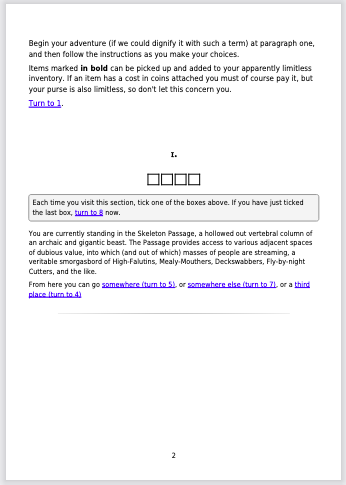 Begin your adventure (if we could dignify it with such a term) at paragraph one,
and then follow the instructions as you make your choices.
Items marked in bold can be picked up and added to your apparently limitless
inventory. If an item has a cost in coins attached you must of course pay it, but
your purse is also limitless, so don't let this concern you.
Turn to 1.
1.
Each time you visit this section, tick one of the boxes above. If you have just ticked
the last box, turn to 8 now.
You are currently standing in the Skeleton Passage, a hollowed out vertebral column of
an archaic and gigantic beast. The Passage provides access to various adjacent spaces
of dubious value, into which (and out of which) masses of people are streaming, a
veritable smorgasbord of High-Falutins, Mealy-Mouthers, Deckswabbers, Fly-by-night
Cutters, and the like.
From here you can go somewhere (turn to 5), or somewhere else (turn to 7), or a third
place (turn to 4)
2